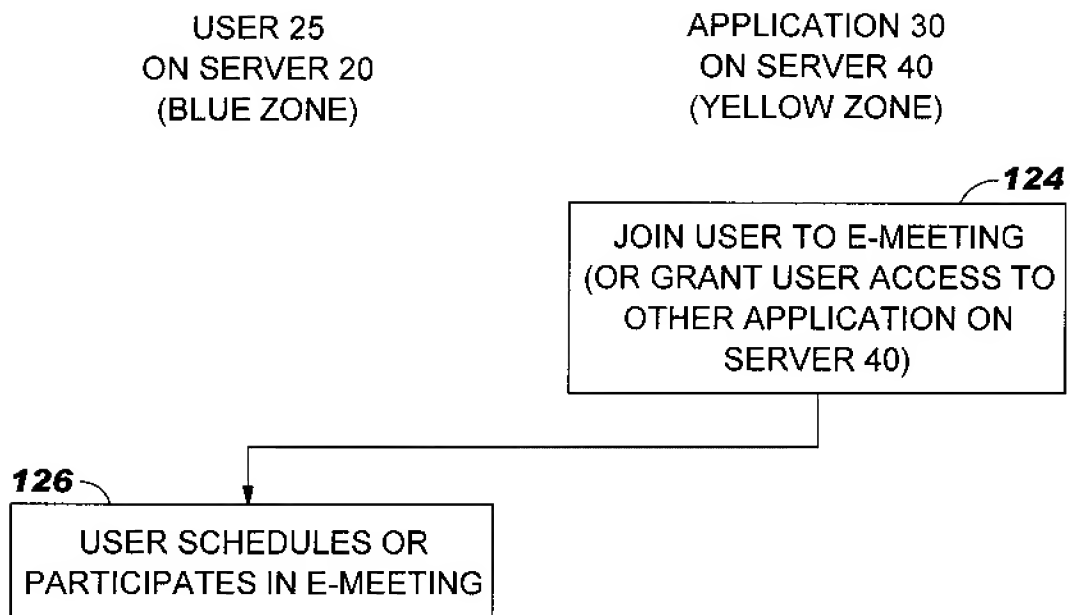 USER 25
ON SERVER 20
(BLUE ZONE)
APPLICATION 30
ON SERVER 40
(YELLOW ZONE)
124
JOIN USER TO E-MEETING
(OR GRANT USER ACCESS TO
OTHER APPLICATION ON
SERVER 40)
126
USER SCHEDULES OR
PARTICIPATES IN E-MEETING